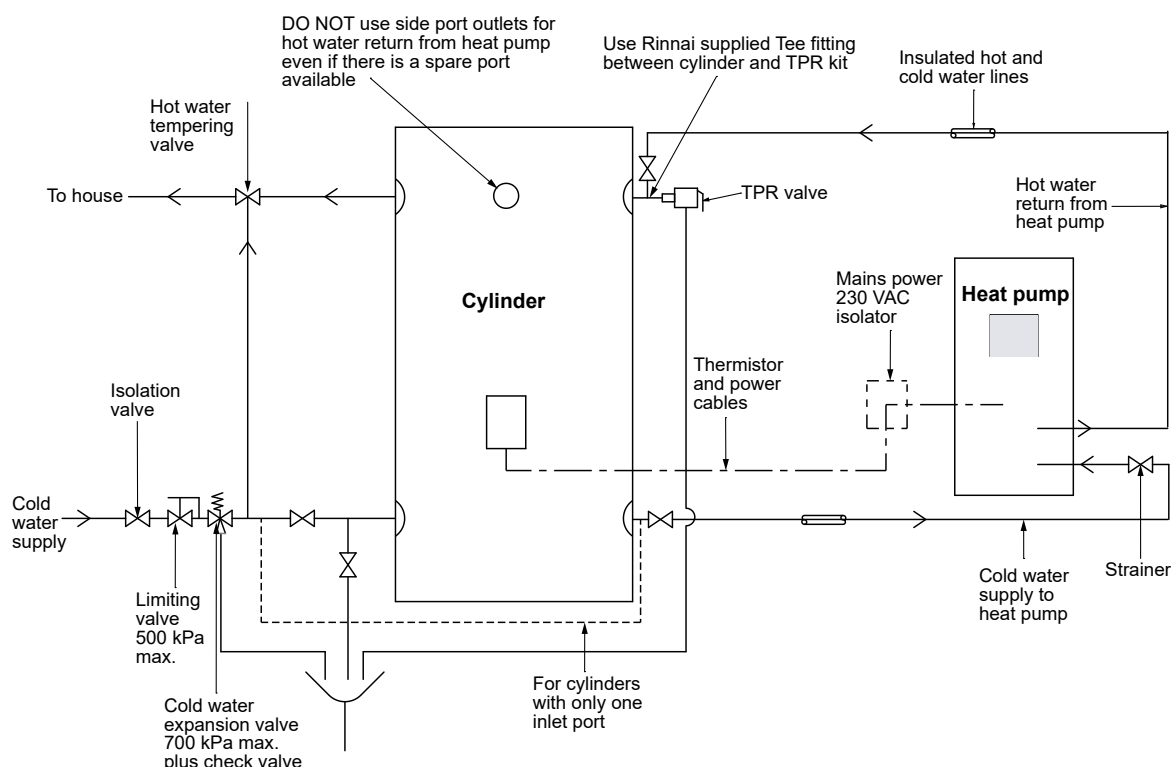 DO NOT use side port outlets for
hot water return from heat pump
even if there is a spare port
available
Use Rinnai supplied Tee fitting
between cylinder and TPR kit
Insulated hot and
cold water lines
Hot water
tempering
valve
To house
TPR valve
Hot water
return from
heat pump
Mains power
230 VAC
isolator
Heat pump
Cylinder
Thermistor
and power
cables
Isolation
valve
Cold
water
supply
Limiting
valve
500 kPa
max.
Cold water
supply to
heat pump
Strainer
For cylinders
with only one
inlet port
Cold water
expansion valve
700 kPa max.
plus check valve